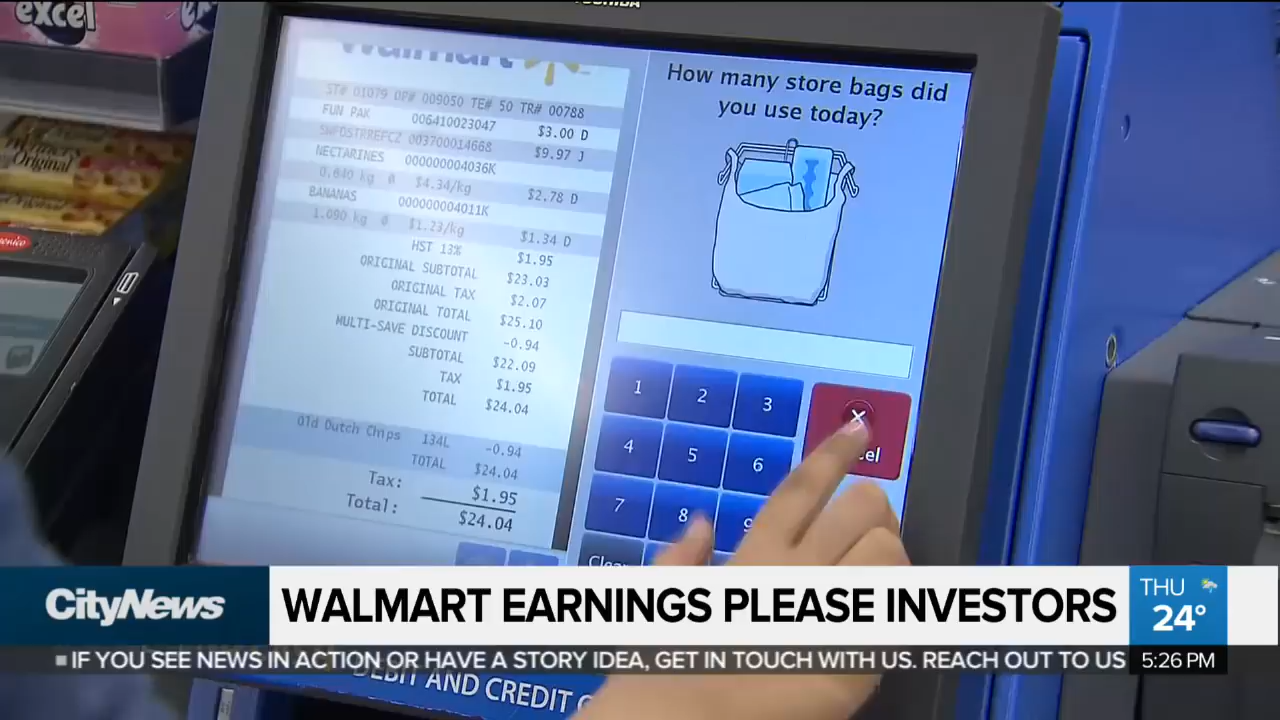 excel
TOSHIBA
Walmart
ST# 01079 OP# 009050 TE# 50 TR# 00788
FUN PAK 006410023047 $3.00 D
SWFDSTRREFCZ 003700014668 $9.97 J
NECTARINES 000000004036K
0.640 kg @ $4.34/kg $2.78 D
BANANAS 000000004011K
1.090 kg @ $1.23/kg $1.34 D
HST 13% $1.95
ORIGINAL SUBTOTAL $23.03
ORIGINAL TAX $2.07
ORIGINAL TOTAL $25.10
MULTI-SAVE DISCOUNT -0.94
SUBTOTAL $22.09
TAX $1.95
TOTAL $24.04
Old Dutch Chips 134L -0.94
TOTAL $24.04
Tax: $1.95
Total: $24.04
How many store bags did
you use today?
1 2 3
4 5 6
7 8 9
X
Original
CityNews
WALMART EARNINGS PLEASE INVESTORS
THU
24°
IF YOU SEE NEWS IN ACTION OR HAVE A STORY IDEA, GET IN TOUCH WITH US. REACH OUT TO US
5:26 PM
DEBIT AND CREDIT